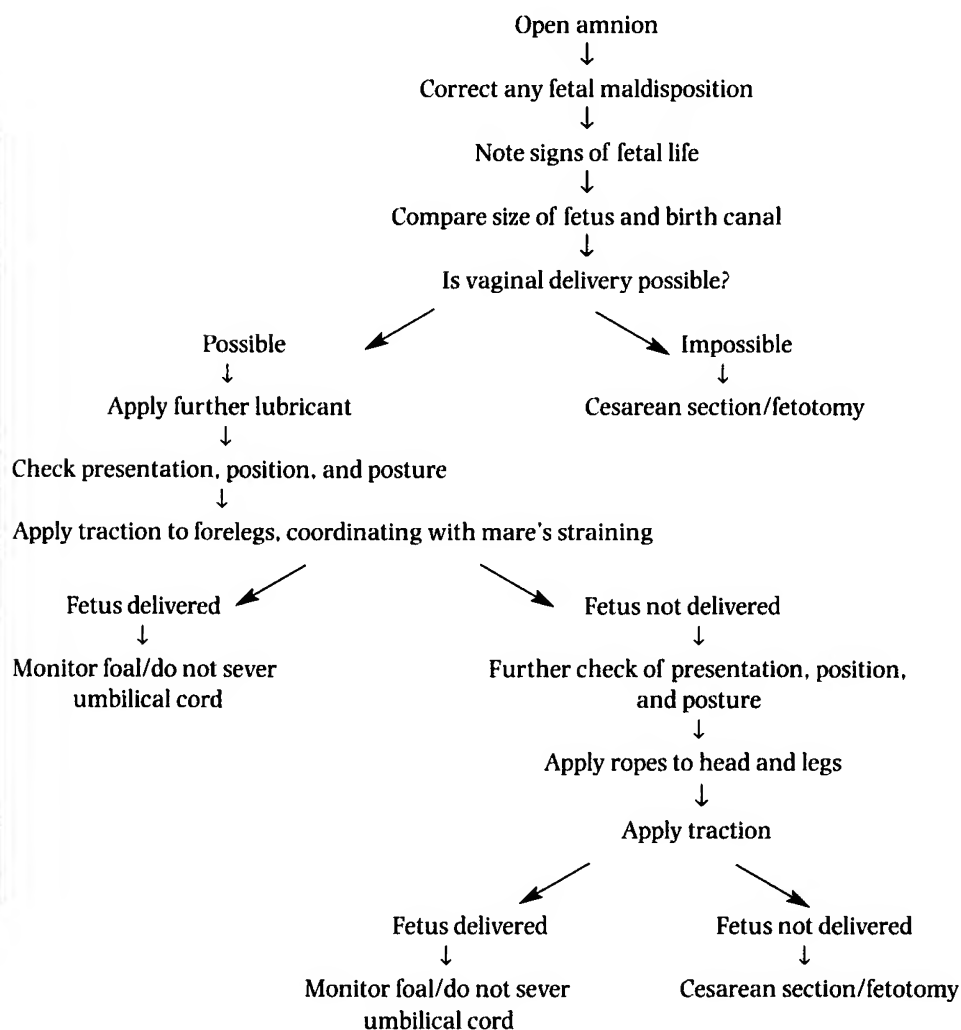 Open amnion
Correct any fetal maldisposition
Note signs of fetal life
Compare size of fetus and birth canal
Is vaginal delivery possible?
Possible
Impossible
Apply further lubricant
Cesarean section/fetotomy
Check presentation, position, and posture
Apply traction to forelegs, coordinating with mare's straining
Fetus delivered
Fetus not delivered
Monitor foal/do not sever
umbilical cord
Further check of presentation, position,
and posture
Apply ropes to head and legs
Apply traction
Fetus delivered
Fetus not delivered
Monitor foal/do not sever
umbilical cord
Cesarean section/fetotomy